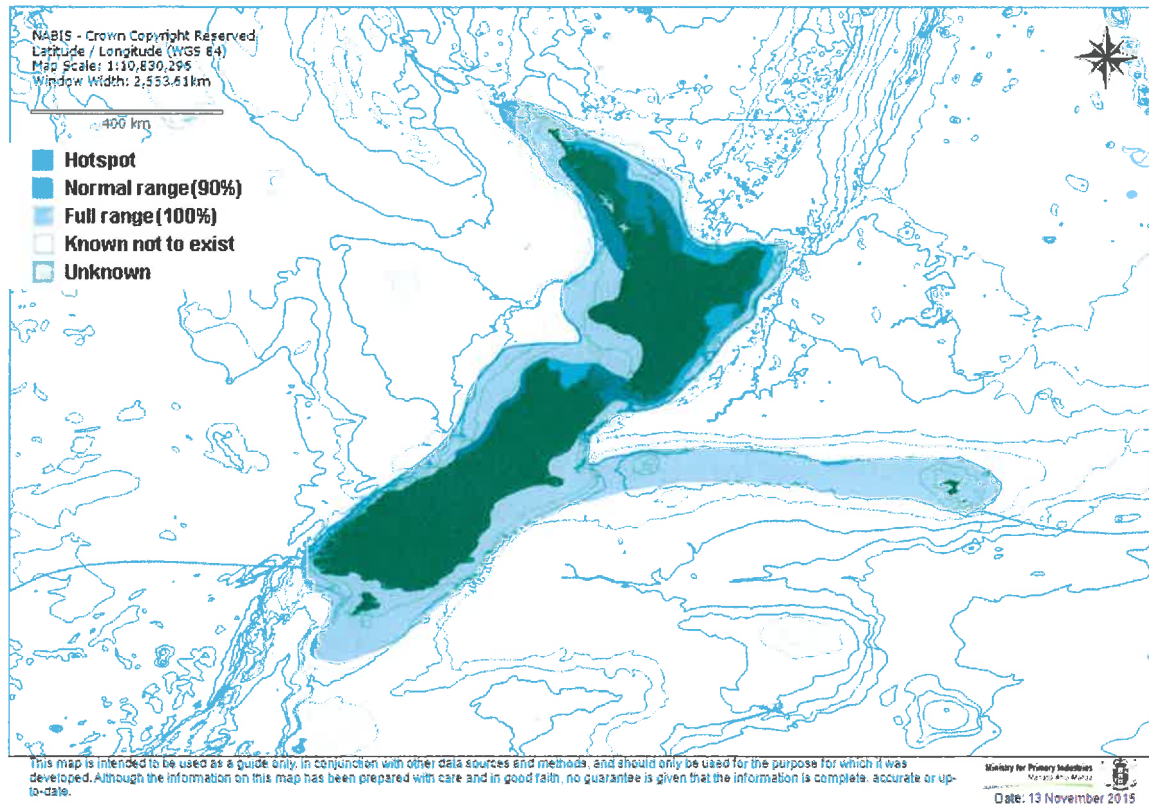 NABIS - Crown Copyright Reserved
Latitude / Longitude (WGS 84)
Map Scale: 1:10,830,296
Window Width: 2,553.61km
400 km
Hotspot
Normal range(90%)
Full range(100%)
Known not to exist
Unknown
This map is intended to be used as a guide only, in conjunction with other data sources and methods, and should only be used for the purpose for which it was
developed. Although the information on this map has been prepared with care and in good faith, no guarantee is given that the information is complete, accurate or up-
to-date.
Ministry for Primary Industries
Manatū Ahu Matua
Date: 13 November 2015